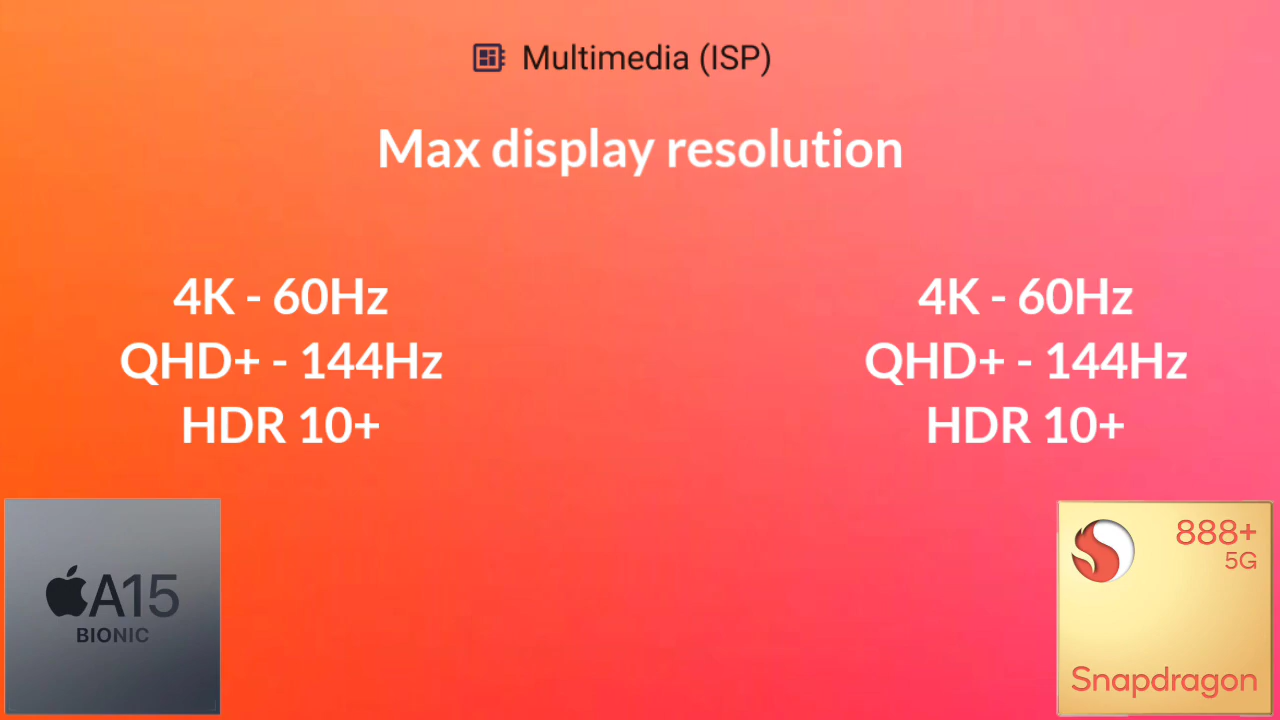 Multimedia (ISP)
Max display resolution
4K - 60Hz
QHD+ - 144Hz
HDR 10+
4K - 60Hz
QHD+ - 144Hz
HDR 10+
A15
BIONIC
888+
5G
Snapdragon